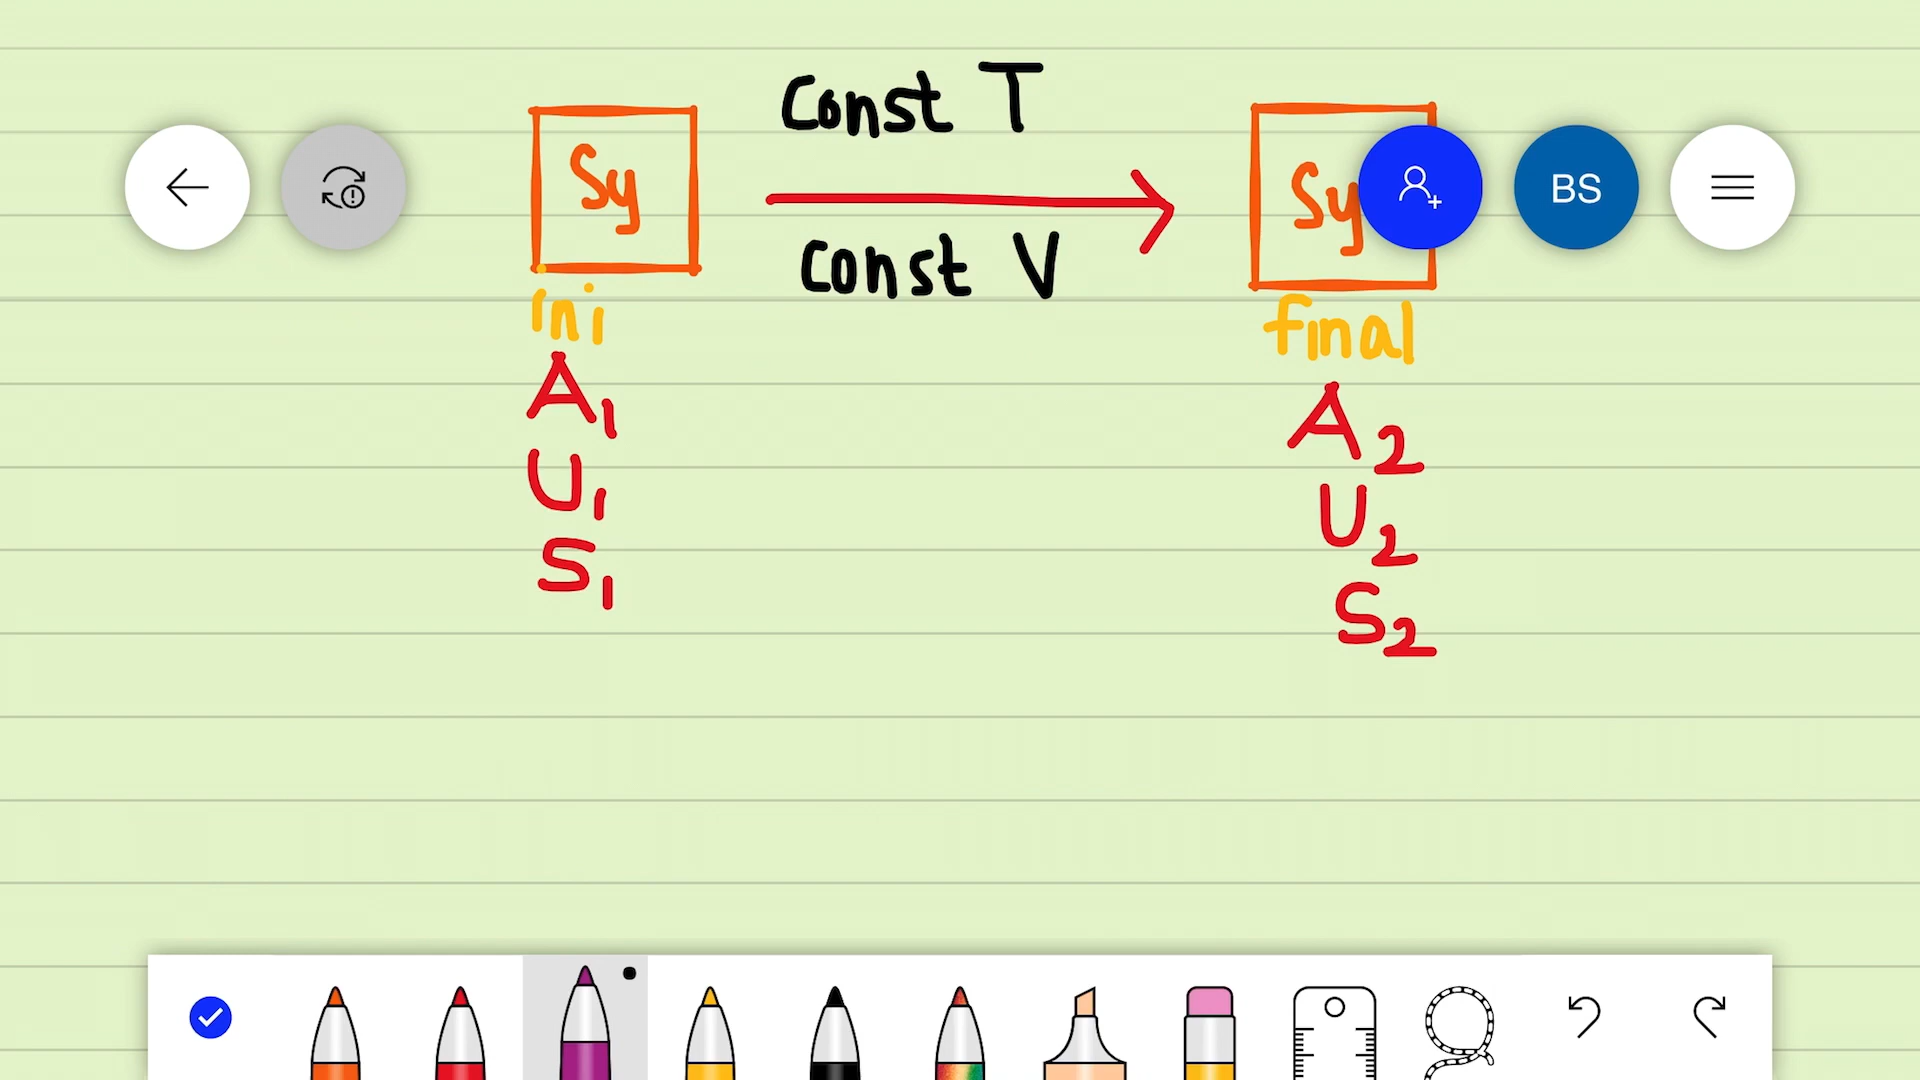 Const T
Sy
Sy
BS
Const V
ini
final
A1
A2
U1
U2
S1
S2